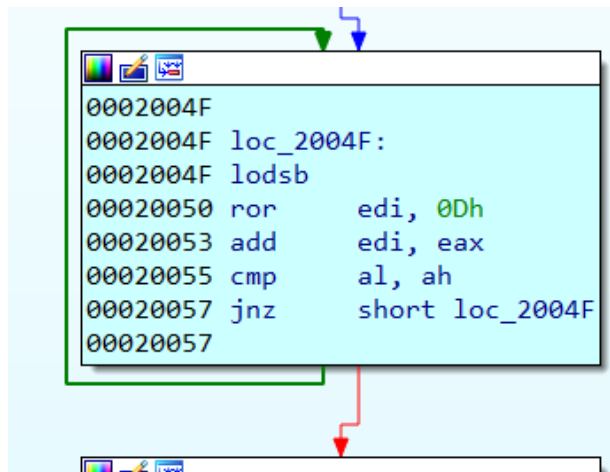 0002004F
0002004F loc_2004F:
0002004F lodsb
00020050 ror edi, 0Dh
00020053 add edi, eax
00020055 cmp al, ah
00020057 jnz short loc_2004F
00020057